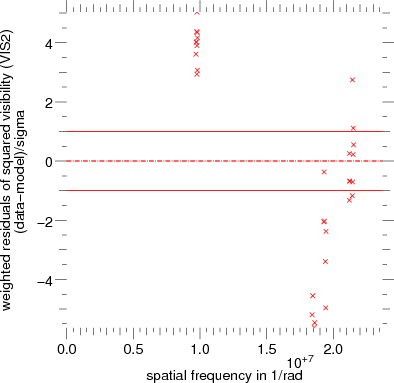 weighted residuals of squared visibility (VIS2)
(data-model)/sigma
4
2
0
−2
−4
0.0 0.5 1.0 1.5 2.0
10+7
spatial frequency in 1/rad